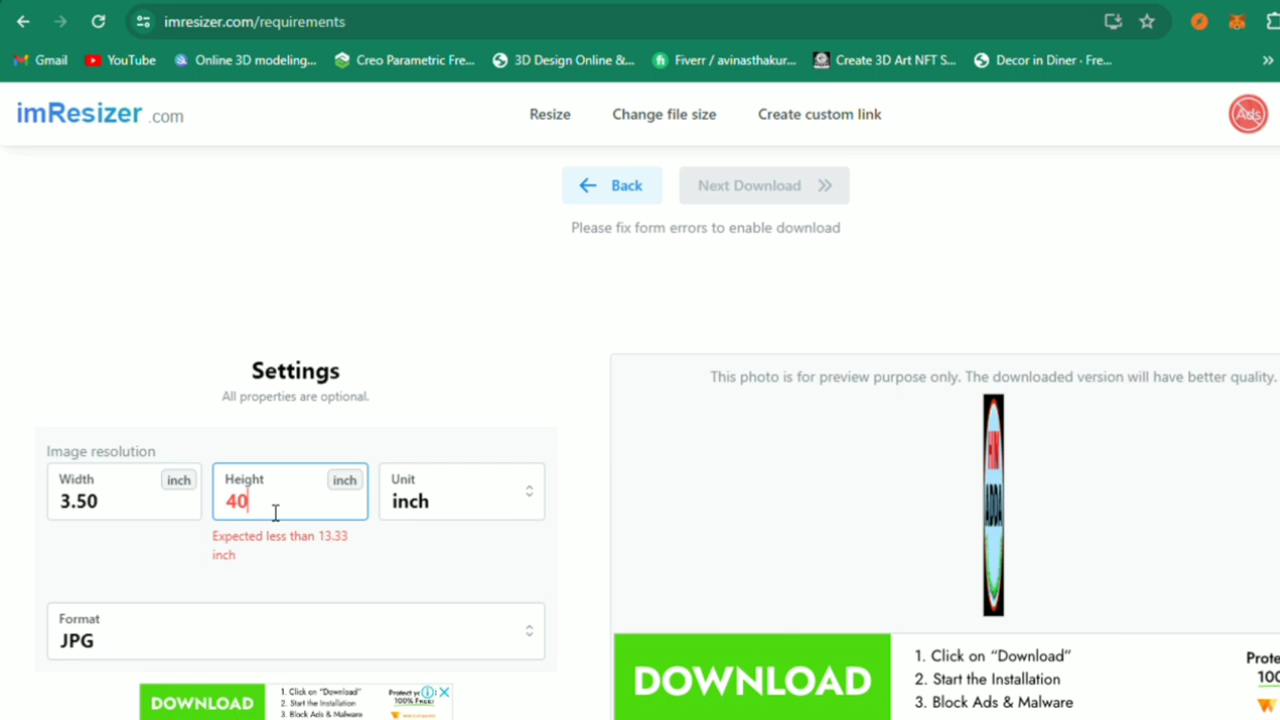 imresizer.com/requirements
Gmail
YouTube
Online 3D modeling...
Creo Parametric Fre...
3D Design Online &...
Fiverr / avinasthakur...
Create 3D Art NFT S...
Decor in Diner · Fre...
»
imResizer .com
Resize
Change file size
Create custom link
Ads
Back
Next Download
Please fix form errors to enable download
Settings
All properties are optional.
This photo is for preview purpose only. The downloaded version will have better quality.
Image resolution
Width
inch
3.50
Height
inch
40
Unit
inch
Expected less than 13.33
inch
ADDA
Format
JPG
DOWNLOAD
1. Click on “Download”
2. Start the Installation
3. Block Ads & Malware
Prote
100
DOWNLOAD
1. Click on “Download”
2. Start the Installation
3. Block Ads & Malware
100% Free!